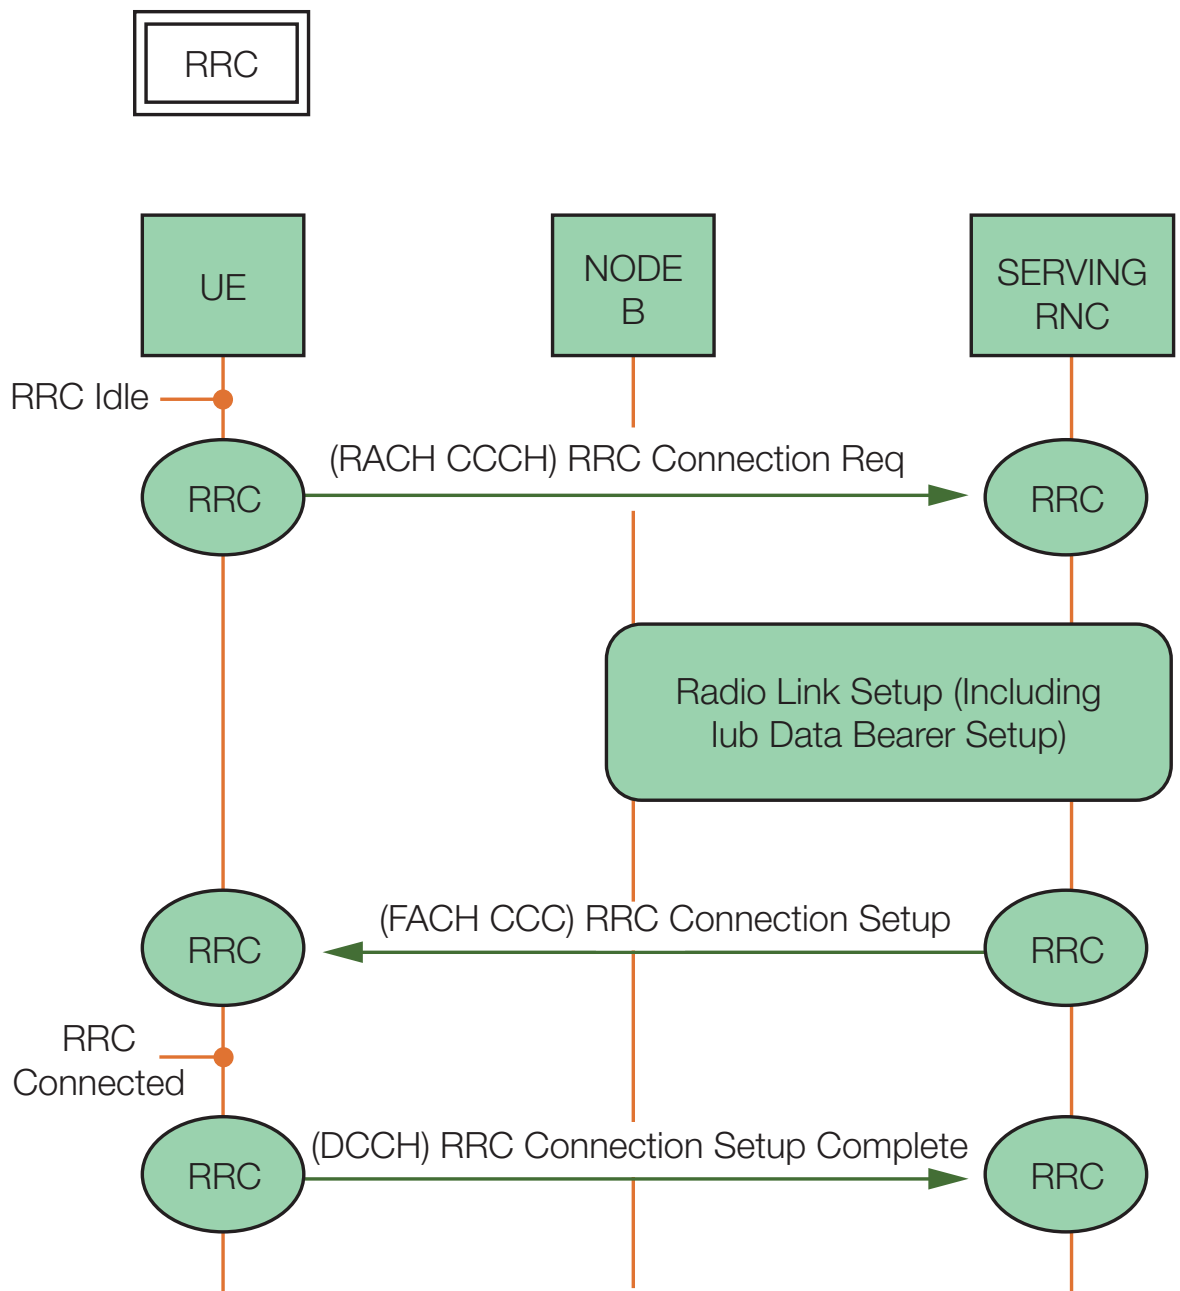 RRC
UE
NODE
B
SERVING
RNC
RRC Idle
(RACH CCCH) RRC Connection Req
RRC
RRC
Radio Link Setup (Including
Iub Data Bearer Setup)
(FACH CCC) RRC Connection Setup
RRC
RRC
RRC
Connected
(DCCH) RRC Connection Setup Complete
RRC
RRC